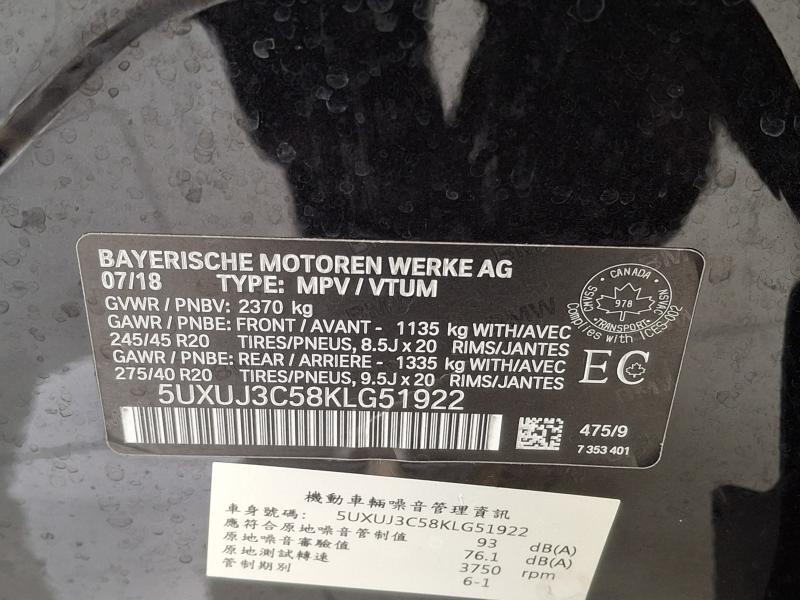 BAYERISCHE MOTOREN WERKE AG
07/18 TYPE: MPV / VTUM
GVWR / PNBV: 2370 kg
GAWR / PNBE: FRONT / AVANT - 1135 kg WITH/AVEC
245/45 R20 TIRES/PNEUS, 8.5J x 20 RIMS/JANTES
GAWR / PNBE: REAR / ARRIERE - 1335 kg WITH/AVEC
275/40 R20 TIRES/PNEUS, 9.5J x 20 RIMS/JANTES
5UXUJ3C58KLG51922
CANADA
CMVSS
978
NSVAC
TRANSPORT
Complies with ICES-002
EC
475/9
7 353 401
機動車輛噪音管理資訊
車身號碼: 5UXUJ3C58KLG51922
應符合原地噪音管制值 93 dB(A)
原地噪音審驗值 76.1 dB(A)
原地測試轉速 3750 rpm
管制期別 6-1